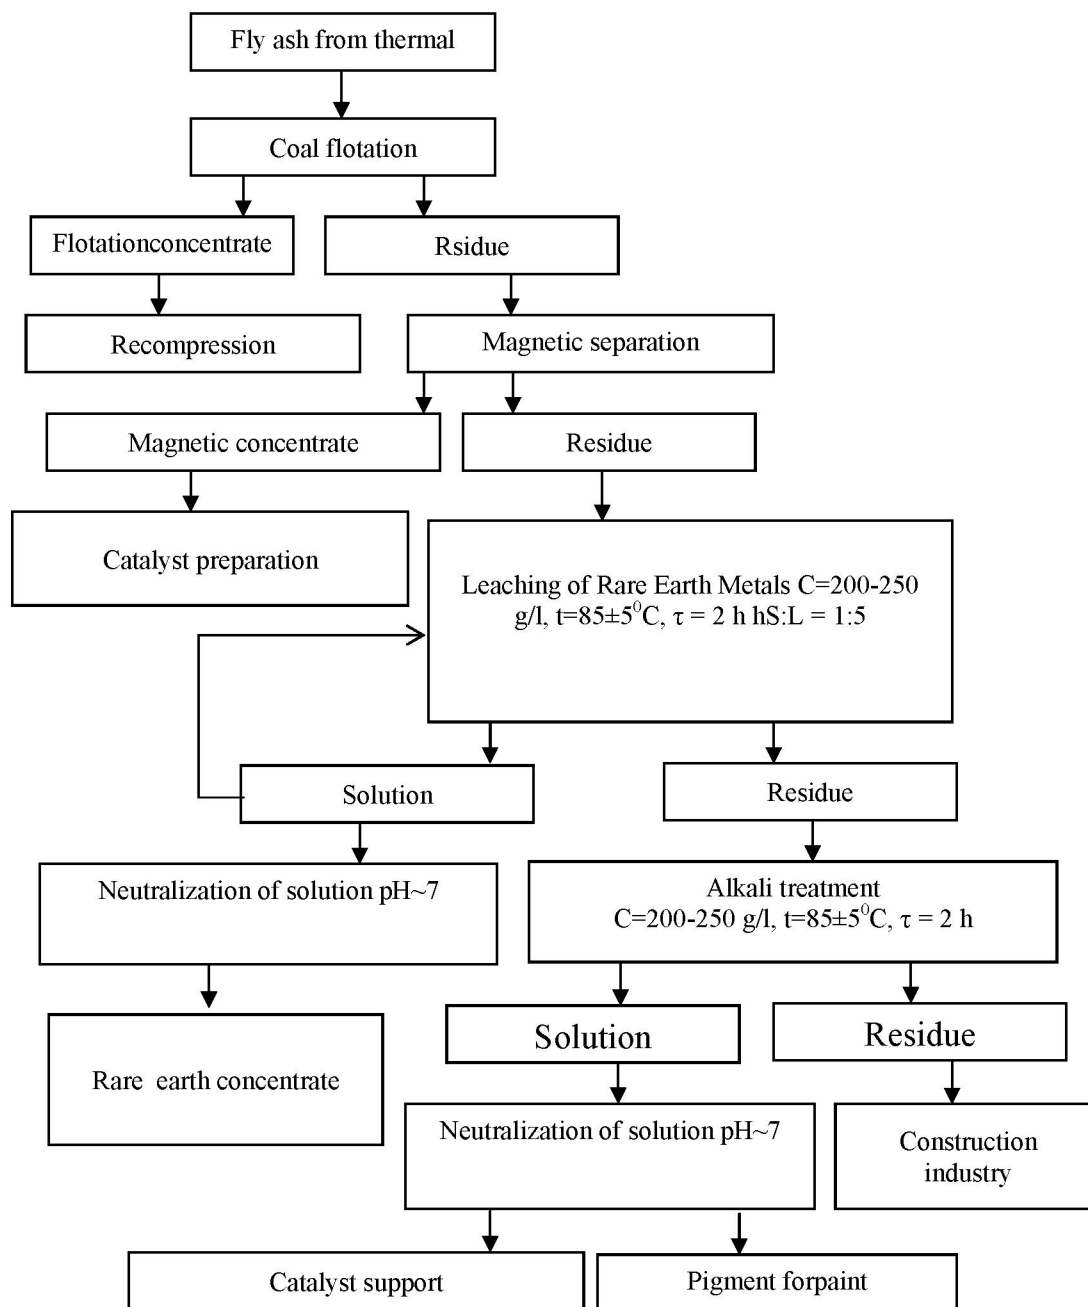 Fly ash from thermal
Coal flotation
Flotationconcentrate
Rsidue
Recompression
Magnetic separation
Magnetic concentrate
Residue
Catalyst preparation
Leaching of Rare Earth Metals C=200-250
g/l, t=85±5⁰C, τ = 2 h hS:L = 1:5
Solution
Residue
Neutralization of solution pH~7
Alkali treatment
C=200-250 g/l, t=85±5⁰C, τ = 2 h
Solution
Residue
Rare earth concentrate
Neutralization of solution pH~7
Construction
industry
Catalyst support
Pigment forpaint